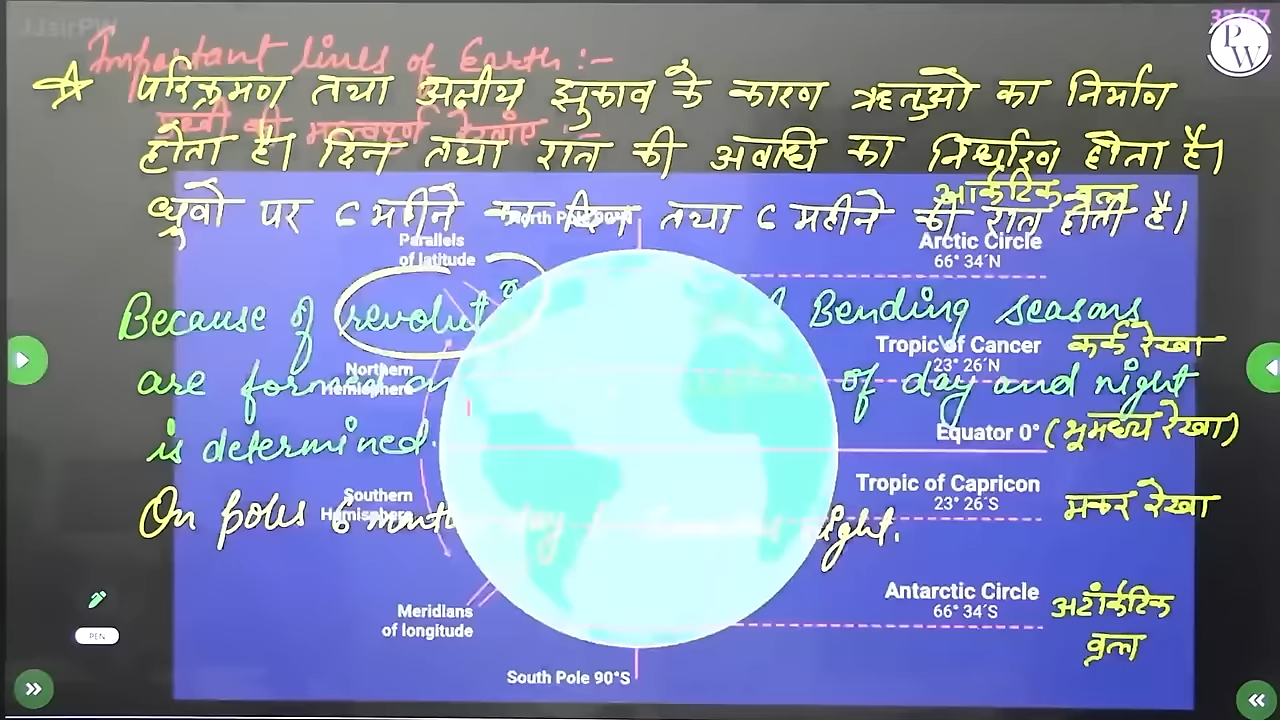 37/87
PW
Important lines of Earth :-
परिक्रमण तथा अक्षीय झुकाव के कारण ऋतुओ का निर्माण
पृथ्वी की महत्वपूर्ण रेखाएं :-
होता है। दिन तथा रात की अवधि का निर्धारण होता है।
आर्कटिक वृत्त
ध्रुवो पर 6 महीने का दिन तथा 6 महीने की रात होती है।
North Pole 90°N
Parallels
of latitude
Arctic Circle
66° 34´N
Because of revolut Bending seasons
Tropic of Cancer कर्क रेखा
23° 26´N
Northern
Hemisphere
are formed of day and night
Equator 0° (भूमध्य रेखा)
is determined.
Tropic of Capricon मकर रेखा
23° 26´S
Southern
Hemisphere
On poles 6 mont night.
Antarctic Circle अटार्कटिक
66° 34´S वृत्त
Meridians
of longitude
South Pole 90°S
PEN